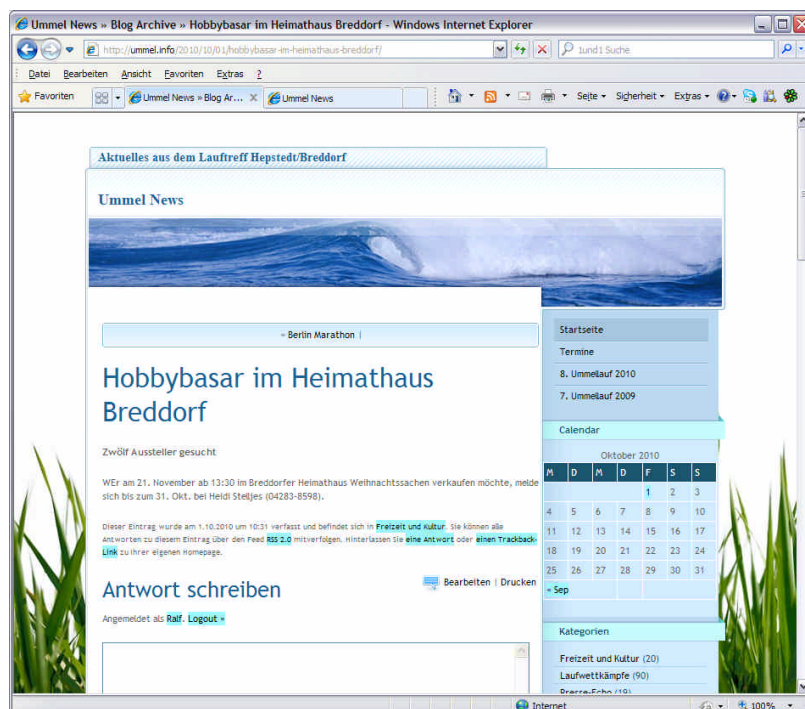 Ummel News » Blog Archive » Hobbybasar im Heimathaus Breddorf - Windows Internet Explorer
http://ummel.info/2010/10/01/hobbybasar-im-heimathaus-breddorf/
1und1 Suche
Datei Bearbeiten Ansicht Favoriten Extras ?
Favoriten
Ummel News » Blog Ar... X
Ummel News
Seite
Sicherheit
Extras
Aktuelles aus dem Lauftreff Hepstedt/Breddorf
Ummel News
« Berlin Marathon |
Hobbybasar im Heimathaus
Breddorf
Zwölf Aussteller gesucht
WEr am 21. November ab 13:30 im Breddorfer Heimathaus Weihnachtssachen verkaufen möchte, melde
sich bis zum 31. Okt. bei Heidi Steljes (04283-8598).
Dieser Eintrag wurde am 1.10.2010 um 10:31 verfasst und befindet sich in Freizeit und Kultur. Sie können alle
Antworten zu diesem Eintrag über den Feed RSS 2.0 mitverfolgen. Hinterlassen Sie eine Antwort oder einen Trackback-
Link zu ihrer eigenen Homepage.
Bearbeiten | Drucken
Antwort schreiben
Angemeldet als Ralf. Logout »
Startseite
Termine
8. Ummellauf 2010
7. Ummellauf 2009
Calendar
Oktober 2010
M D M D F S S
1 2 3
4 5 6 7 8 9 10
11 12 13 14 15 16 17
18 19 20 21 22 23 24
25 26 27 28 29 30 31
« Sep
Kategorien
Freizeit und Kultur (20)
Laufwettkämpfe (90)
Presse-Echo (19)
Internet
100%